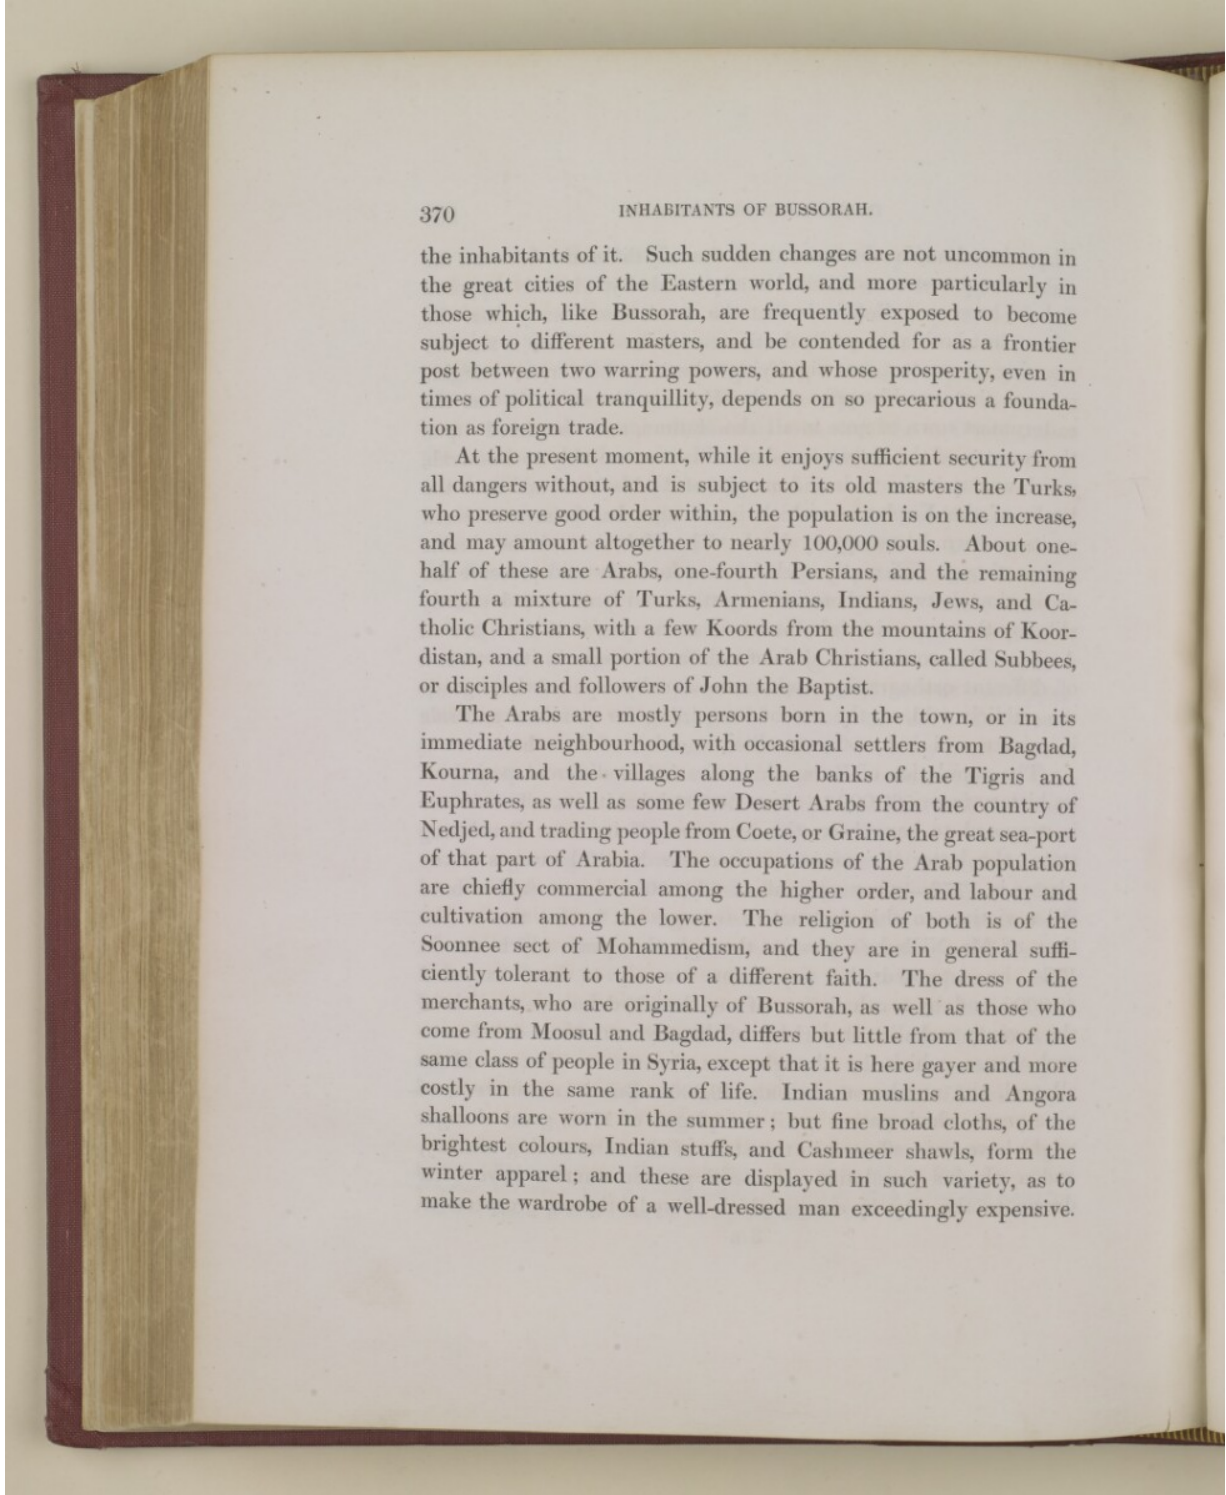 370
INHABITANTS OF BUSSORAH.
the inhabitants of it. Such sudden changes are not uncommon in
the great cities of the Eastern world, and more particularly in
those which, like Bussorah, are frequently exposed to become
subject to different masters, and be contended for as a frontier
post between two warring powers, and whose prosperity, even in
times of political tranquillity, depends on so precarious a founda-
tion as foreign trade.
At the present moment, while it enjoys sufficient security from
all dangers without, and is subject to its old masters the Turks,
who preserve good order within, the population is on the increase,
and may amount altogether to nearly 100,000 souls. About one-
half of these are Arabs, one-fourth Persians, and the remaining
fourth a mixture of Turks, Armenians, Indians, Jews, and Ca-
tholic Christians, with a few Koords from the mountains of Koor-
distan, and a small portion of the Arab Christians, called Subbees,
or disciples and followers of John the Baptist.
The Arabs are mostly persons born in the town, or in its
immediate neighbourhood, with occasional settlers from Bagdad,
Kourna, and the villages along the banks of the Tigris and
Euphrates, as well as some few Desert Arabs from the country of
Nedjed, and trading people from Coete, or Graine, the great sea-port
of that part of Arabia. The occupations of the Arab population
are chiefly commercial among the higher order, and labour and
cultivation among the lower. The religion of both is of the
Soonnee sect of Mohammedism, and they are in general suffi-
ciently tolerant to those of a different faith. The dress of the
merchants, who are originally of Bussorah, as well as those who
come from Moosul and Bagdad, differs but little from that of the
same class of people in Syria, except that it is here gayer and more
costly in the same rank of life. Indian muslins and Angora
shalloons are worn in the summer; but fine broad cloths, of the
brightest colours, Indian stuffs, and Cashmeer shawls, form the
winter apparel; and these are displayed in such variety, as to
make the wardrobe of a well-dressed man exceedingly expensive.